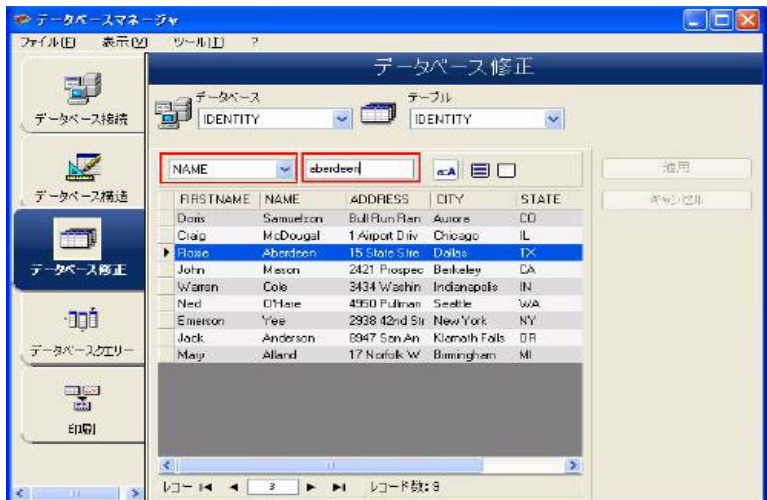 データベースマネージャ
ファイル(F) 表示(V) ツール(T) ?
データベース修正
データベース接続
データベース構造
データベース修正
データベースクエリー
印刷
データベース
IDENTITY
テーブル
IDENTITY
NAME aberdeen a-A
適用
キャンセル
FIRSTNAME NAME ADDRESS CITY STATE
Doris Samuelson Bull Run Ran Aurora CO
Craig McDougal 1 Airport Driv Chicago IL
Roxie Aberdeen 15 State Stre Dallas TX
John Mason 2421 Prospec Berkeley CA
Warren Cole 3434 Washin Indianapolis IN
Ned O'Hare 4950 Pullman Seattle WA
Emerson Yee 2938 42nd Str New York NY
Jack Anderson 8947 San An Klamath Falls OR
Mary Alland 17 Norfolk W Birmingham MI
レコー 3 レコード数:9